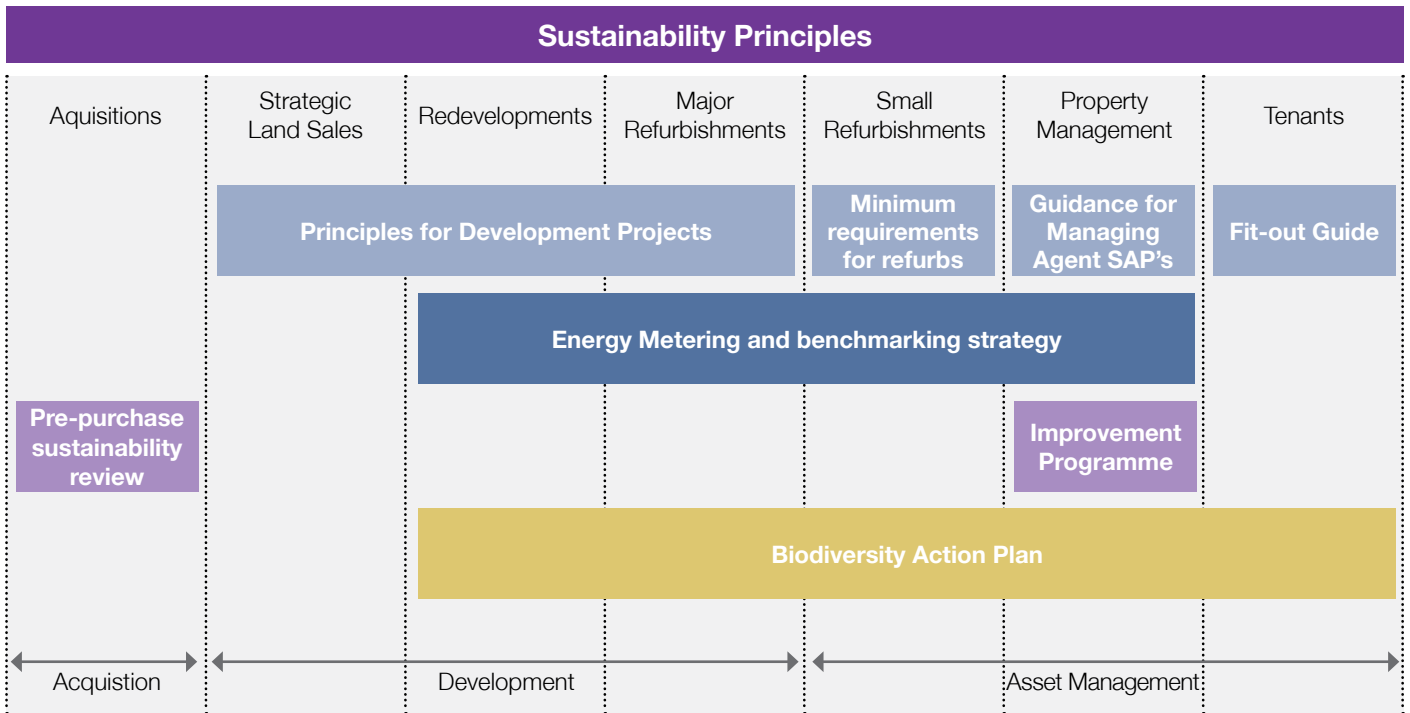 Sustainability Principles
Aquisitions
Strategic
Land Sales
Redevelopments
Major
Refurbishments
Small
Refurbishments
Property
Management
Tenants
Principles for Development Projects
Minimum
requirements
for refurbs
Guidance for
Managing
Agent SAP's
Fit-out Guide
Energy Metering and benchmarking strategy
Pre-purchase
sustainability
review
Improvement
Programme
Biodiversity Action Plan
Acquistion
Development
Asset Management